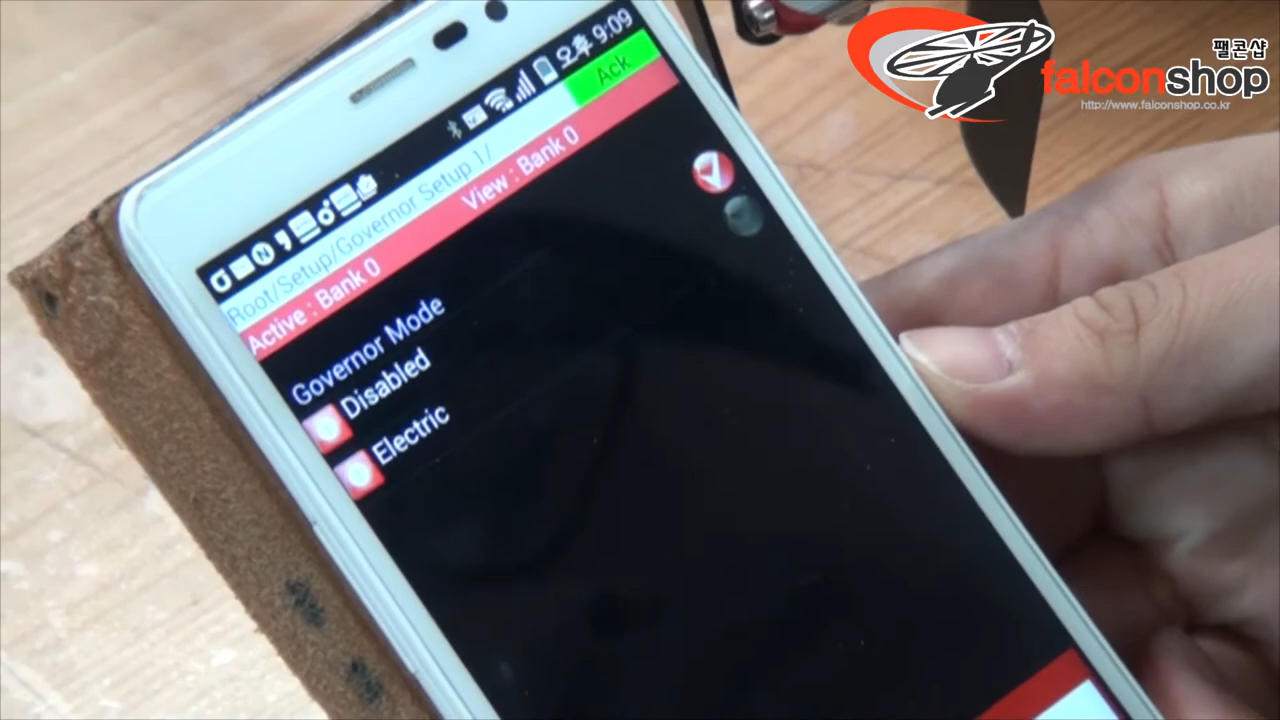 팰콘샵
falconshop
http://www.falconshop.co.kr
오후 9:09
Ack
Root/Setup/Governor Setup 1/
Active : Bank 0
View : Bank 0
Governor Mode
Disabled
Electric